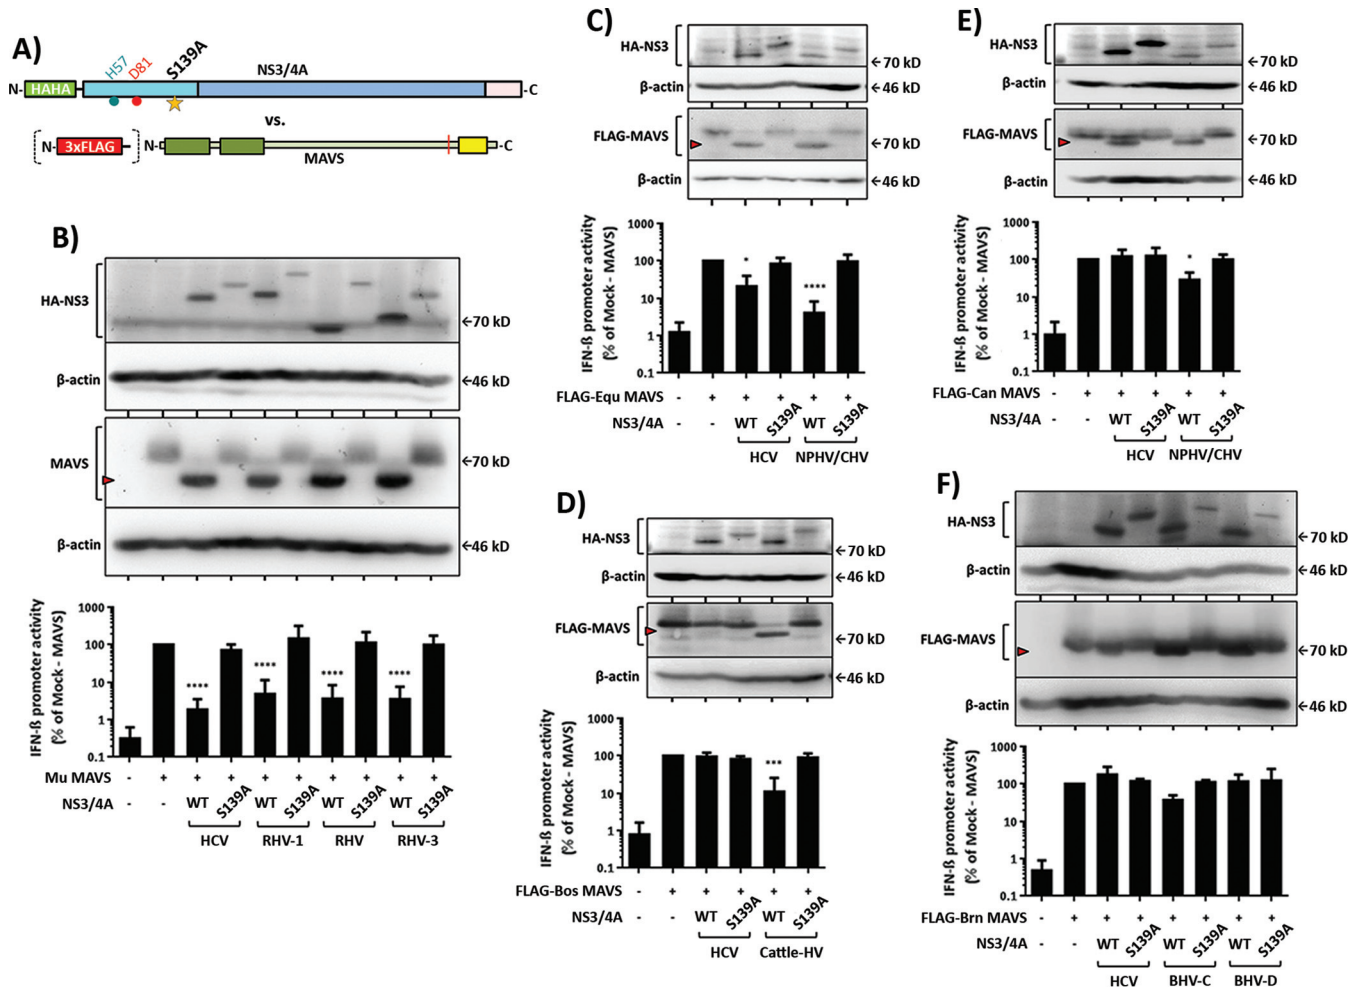 A)
H57 D81 S139A
N- HAHA NS3/4A -C
vs.
N- 3xFLAG N- MAVS -C
B)
HA-NS3
←70 kD
β-actin
←46 kD
MAVS
←70 kD
β-actin
←46 kD
IFN-ß promoter activity
(% of Mock - MAVS)
1000
100
10
1
0.1
**** **** **** ****
Mu MAVS - + + + + + + + + +
NS3/4A - - WT S139A WT S139A WT S139A WT S139A
HCV RHV-1 RHV RHV-3
C)
HA-NS3
←70 kD
β-actin
←46 kD
FLAG-MAVS
←70 kD
β-actin
←46 kD
IFN-ß promoter activity
(% of Mock - MAVS)
1000
100
10
1
0.1
* ****
FLAG-Equ MAVS - + + + + +
NS3/4A - - WT S139A WT S139A
HCV NPHV/CHV
D)
HA-NS3
←70 kD
β-actin
←46 kD
FLAG-MAVS
←70 kD
β-actin
←46 kD
IFN-ß promoter activity
(% of Mock - MAVS)
1000
100
10
1
0.1
***
FLAG-Bos MAVS - + + + + +
NS3/4A - - WT S139A WT S139A
HCV Cattle-HV
E)
HA-NS3
←70 kD
β-actin
←46 kD
FLAG-MAVS
←70 kD
β-actin
←46 kD
IFN-ß promoter activity
(% of Mock - MAVS)
1000
100
10
1
0.1
*
FLAG-Can MAVS - + + + + +
NS3/4A - - WT S139A WT S139A
HCV NPHV/CHV
F)
HA-NS3
←70 kD
β-actin
←46 kD
FLAG-MAVS
←70 kD
β-actin
←46 kD
IFN-ß promoter activity
(% of Mock - MAVS)
1000
100
10
1
0.1
FLAG-Brn MAVS - + + + + + + +
NS3/4A - - WT S139A WT S139A WT S139A
HCV BHV-C BHV-D